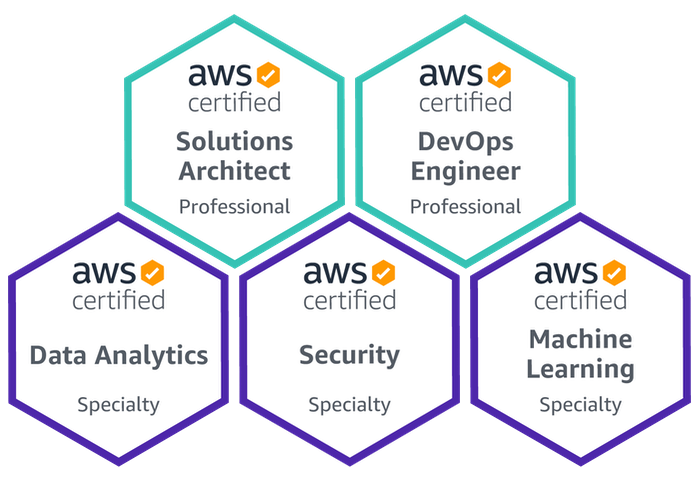 aws
certified
Solutions
Architect
Professional
aws
certified
DevOps
Engineer
Professional
aws
certified
Data Analytics
Specialty
aws
certified
Security
Specialty
aws
certified
Machine
Learning
Specialty